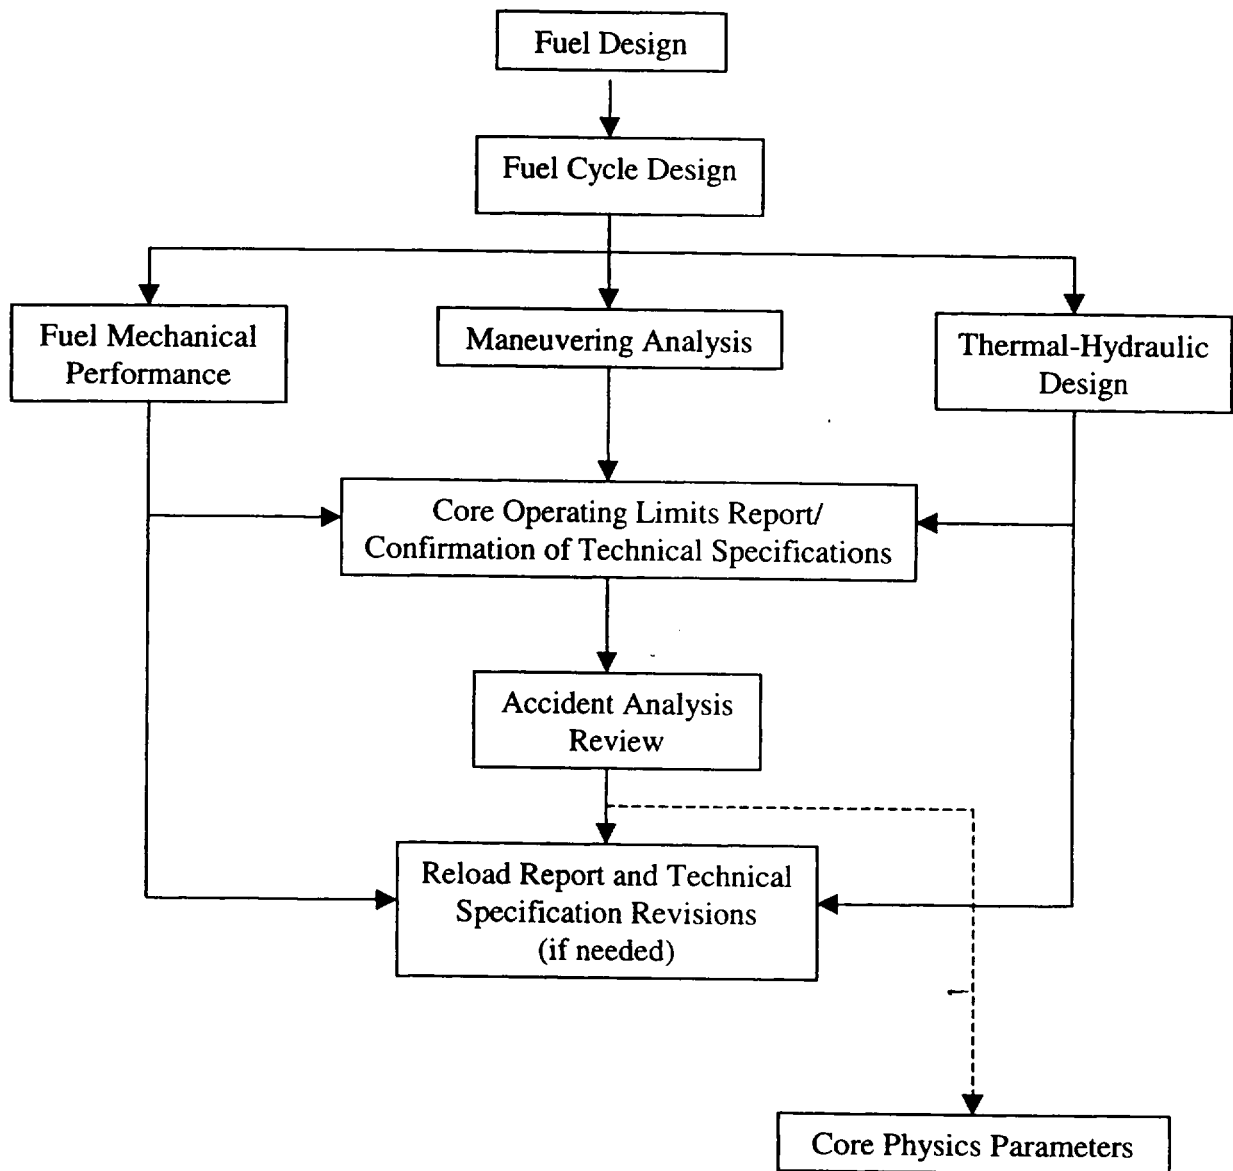 Fuel Design
Fuel Cycle Design
Fuel Mechanical
Performance
Maneuvering Analysis
Thermal-Hydraulic
Design
Core Operating Limits Report/
Confirmation of Technical Specifications
Accident Analysis
Review
Reload Report and Technical
Specification Revisions
(if needed)
Core Physics Parameters